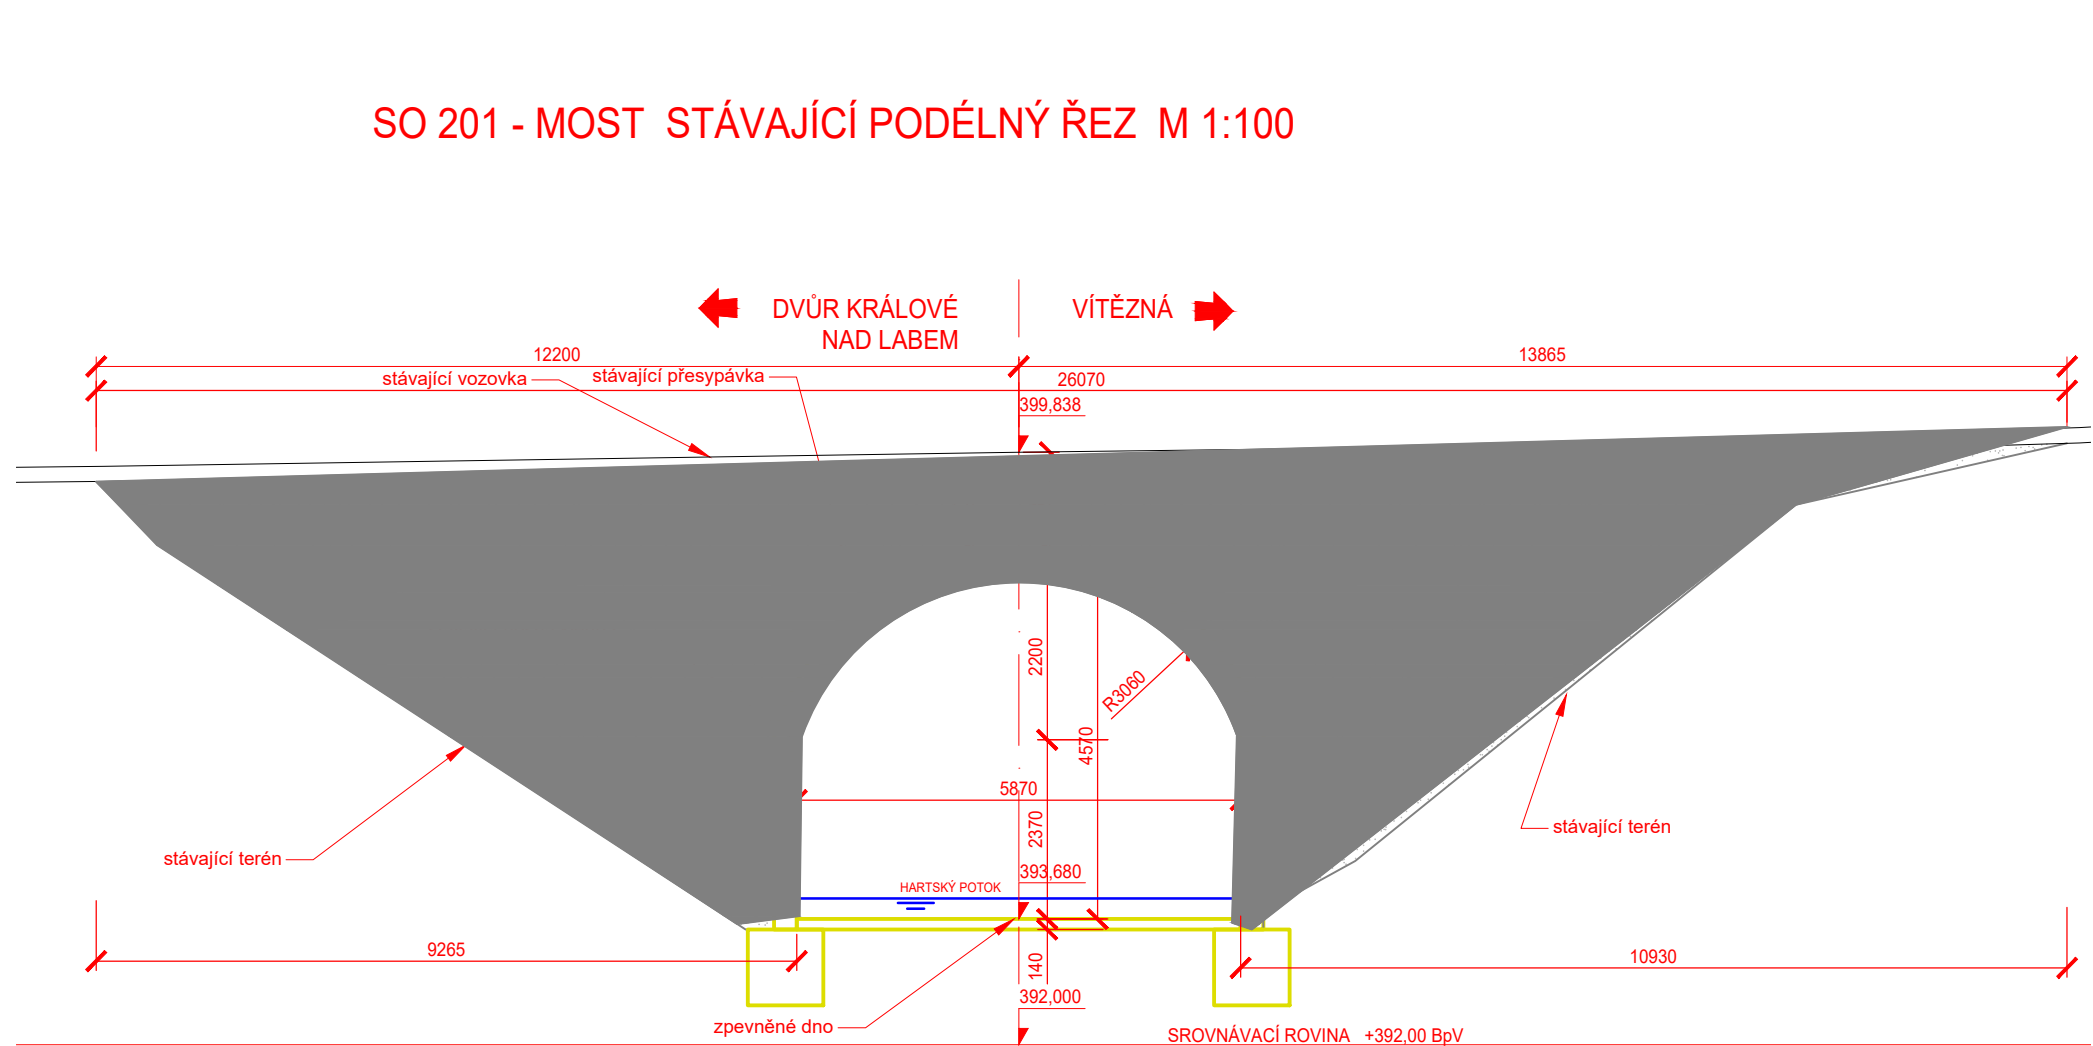 SO 201 - MOST  STÁVAJÍCÍ PODÉLNÝ ŘEZ  M 1:100
DVŮR KRÁLOVÉ
NAD LABEM
VÍTĚZNÁ
12200
13865
stávající vozovka
stávající přesypávka
26070
399,838
2200
R3060
4570
5870
2370
stávající terén
stávající terén
393,680
HARTSKÝ POTOK
9265
140
10930
392,000
zpevněné dno
SROVNÁVACÍ ROVINA  +392,00 BpV